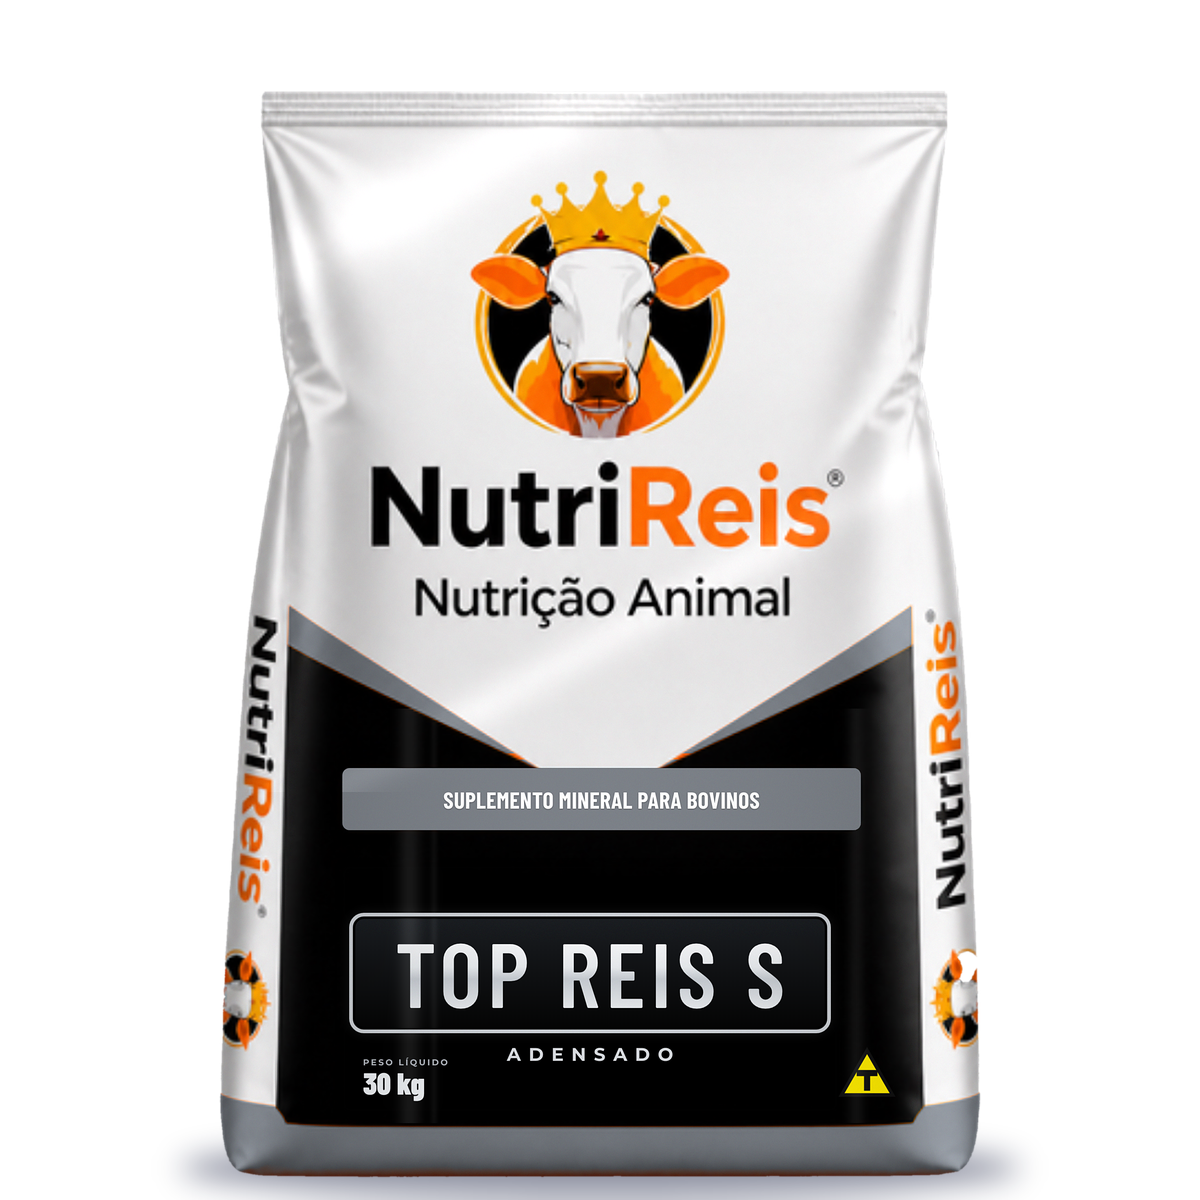 NutriReis®
Nutrição Animal
NutriReis®
NutriReis®
SUPLEMENTO MINERAL PARA BOVINOS
TOP REIS S
ADENSADO
PESO LÍQUIDO
30 kg
T